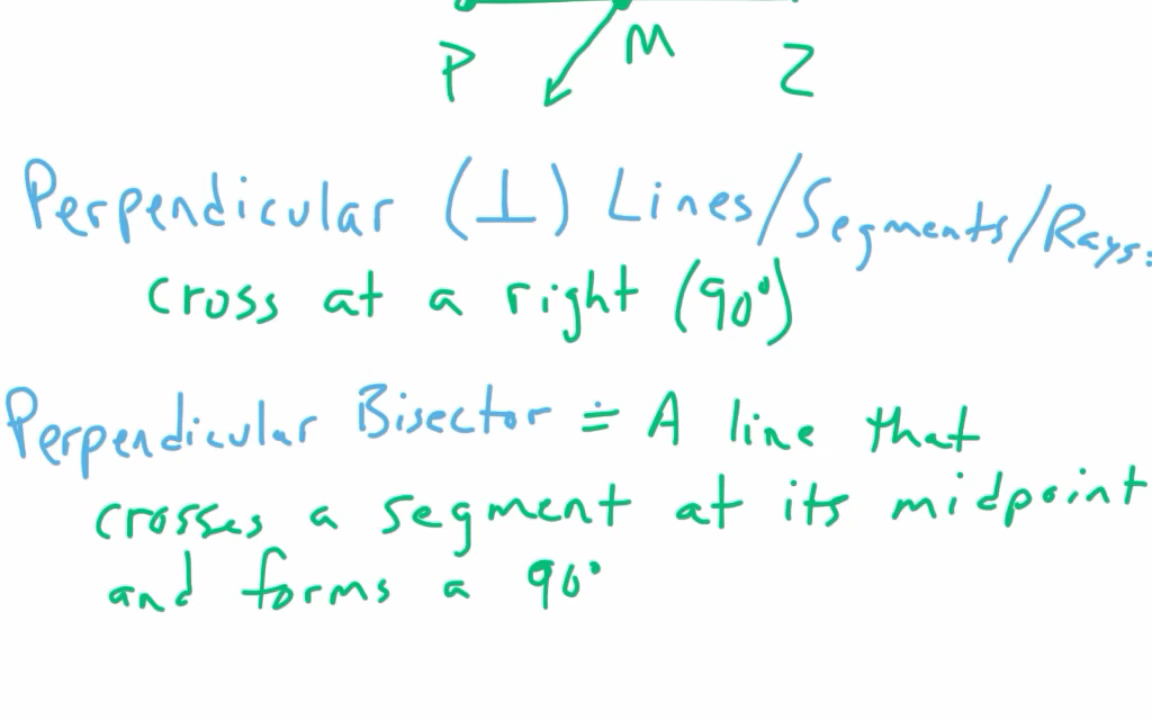 P M Z
Perpendicular (⊥) Lines/Segments/Rays:
cross at a right (90°)
Perpendicular Bisector = A line that
crosses a segment at its midpoint
and forms a 90°